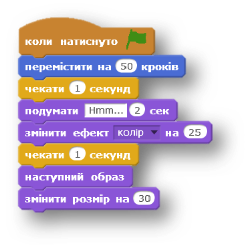 коли натиснуто
перемістити на 50 кроків
чекати 1 секунд
подумати Hmm... 2 сек
змінити ефект колір на 25
чекати 1 секунд
наступний образ
змінити розмір на 30